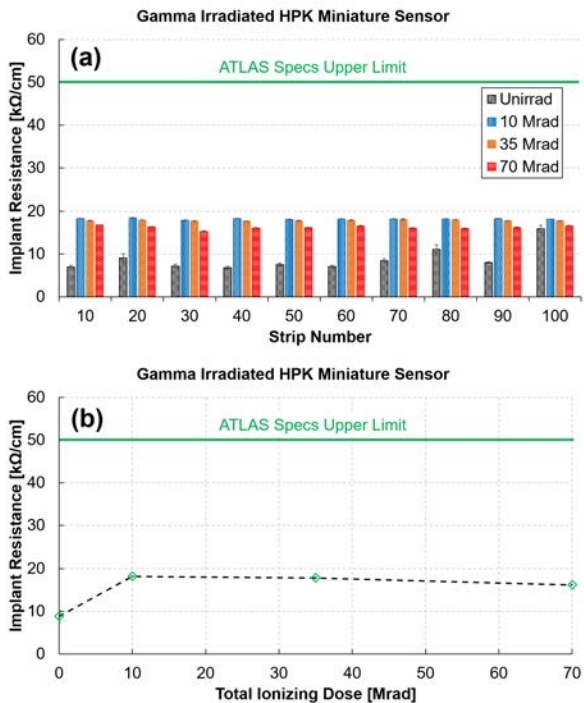 Gamma Irradiated HPK Miniature Sensor
(a)
ATLAS Specs Upper Limit
Unirrad
10 Mrad
35 Mrad
70 Mrad
Implant Resistance [kΩ/cm]
60
50
40
30
20
10
0
10 20 30 40 50 60 70 80 90 100
Strip Number
Gamma Irradiated HPK Miniature Sensor
(b)
ATLAS Specs Upper Limit
Implant Resistance [kΩ/cm]
60
50
40
30
20
10
0
0 10 20 30 40 50 60 70
Total Ionizing Dose [Mrad]